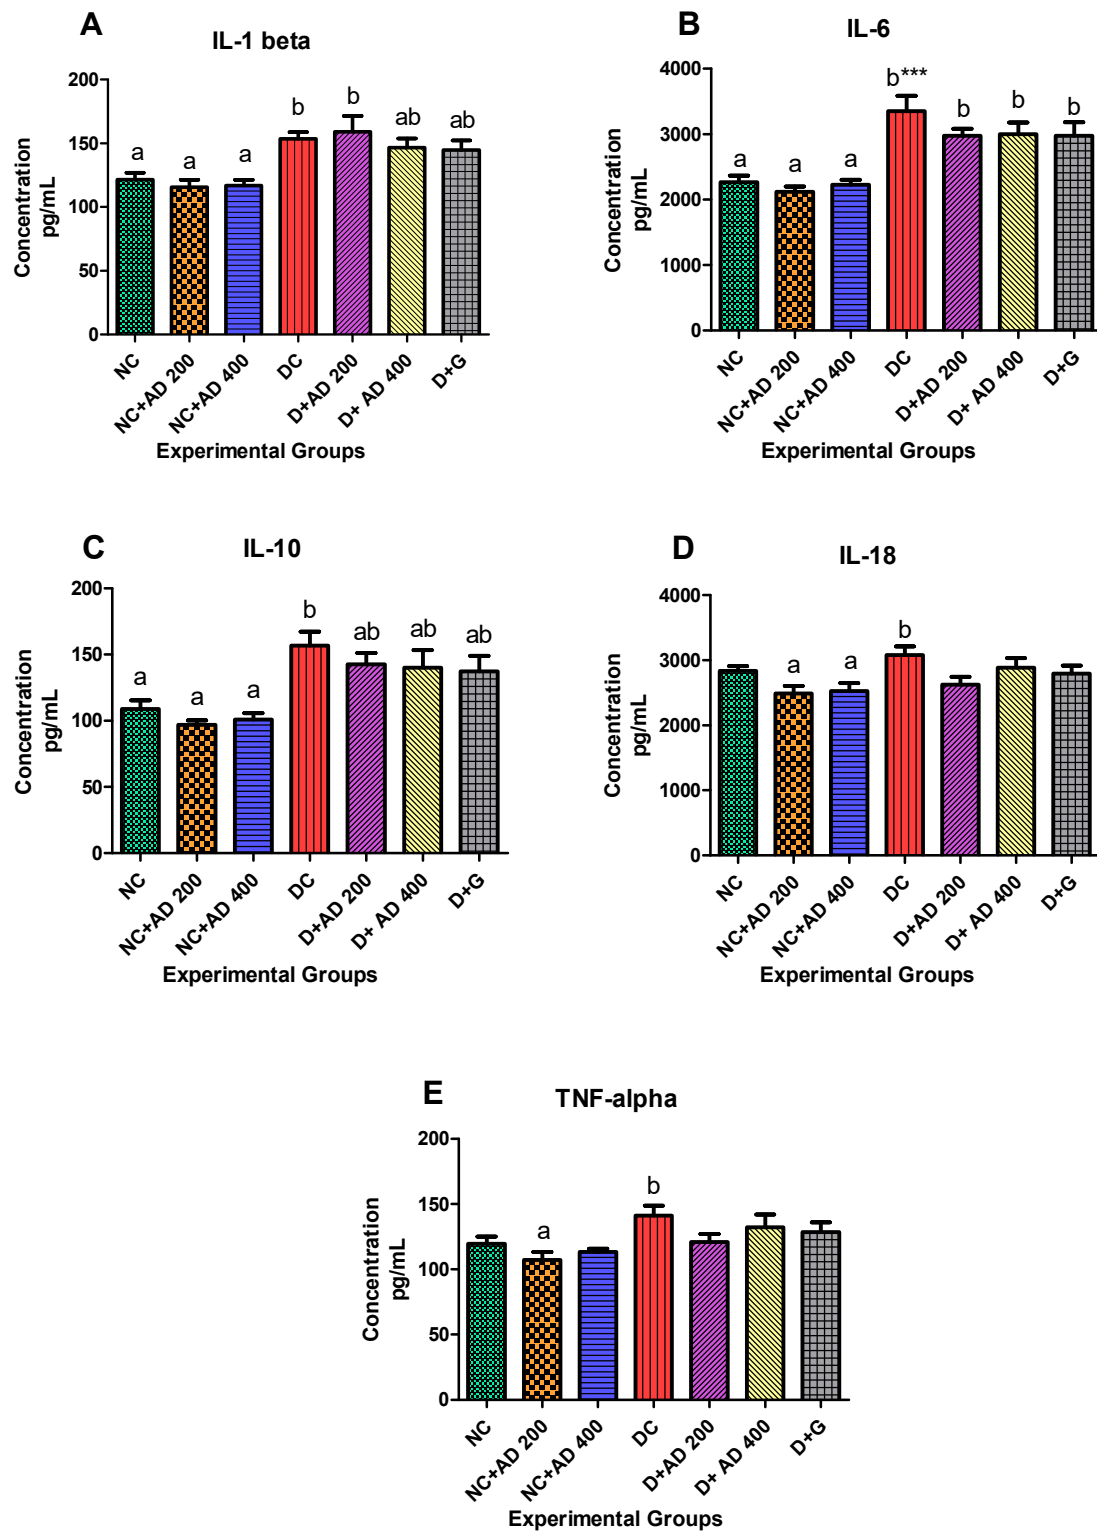 A
IL-1 beta
Concentration
pg/mL
200
150
100
50
0
a
a
a
b
b
ab
ab
NC
NC+AD 200
NC+AD 400
DC
D+AD 200
D+ AD 400
D+G
Experimental Groups
B
IL-6
Concentration
pg/mL
4000
3000
2000
1000
0
a
a
a
b***
b
b
b
NC
NC+AD 200
NC+AD 400
DC
D+AD 200
D+ AD 400
D+G
Experimental Groups
C
IL-10
Concentration
pg/mL
200
150
100
50
0
a
a
a
b
ab
ab
ab
NC
NC+AD 200
NC+AD 400
DC
D+AD 200
D+ AD 400
D+G
Experimental Groups
D
IL-18
Concentration
pg/mL
4000
3000
2000
1000
0
a
a
b
NC
NC+AD 200
NC+AD 400
DC
D+AD 200
D+ AD 400
D+G
Experimental Groups
E
TNF-alpha
Concentration
pg/mL
200
150
100
50
0
a
b
NC
NC+AD 200
NC+AD 400
DC
D+AD 200
D+ AD 400
D+G
Experimental Groups